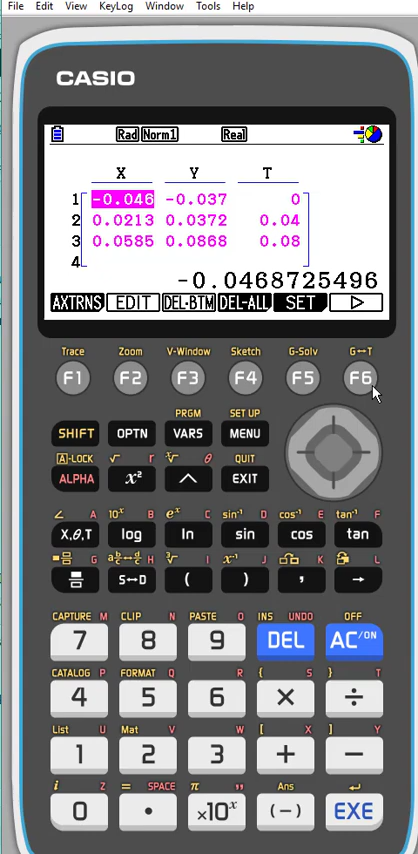 File Edit View KeyLog Window Tools Help
CASIO
Rad Norm1 Real
X Y T
1 -0.046 -0.037 0
2 0.0213 0.0372 0.04
3 0.0585 0.0868 0.08
4
-0.0468725496
AXTRNS EDIT DEL-BTM DEL-ALL SET ▷
Trace Zoom V-Window Sketch G-Solv G↔T
F1 F2 F3 F4 F5 F6
PRGM SET UP
SHIFT OPTN VARS MENU
A-LOCK √ r ˣ√ θ QUIT
ALPHA x² ^ EXIT
∠ A 10ˣ B eˣ C sin⁻¹ D cos⁻¹ E tan⁻¹ F
X,θ,T log ln sin cos tan
G a b/c↔d/c H ³√ I x⁻¹ J K L
S↔D ( ) , →
CAPTURE M CLIP N PASTE O INS UNDO OFF
7 8 9 DEL AC/ON
CATALOG P FORMAT Q R { S } T
4 5 6 × ÷
List U Mat V W [ X ] Y
1 2 3 + −
i Z = SPACE π " Ans ↵
0 • ×10ˣ (−) EXE